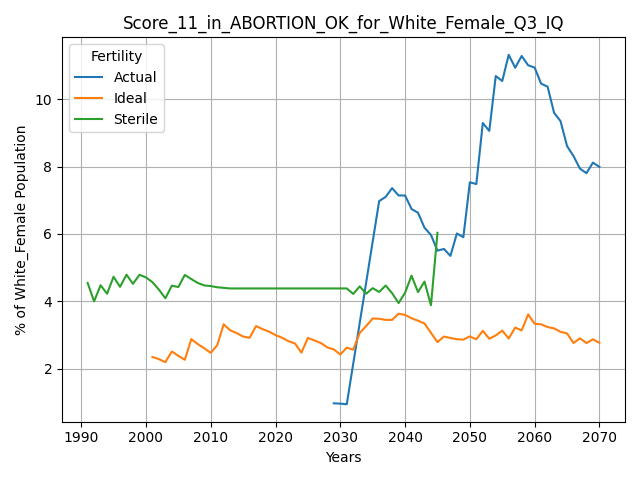 Score_11_in_ABORTION_OK_for_White_Female_Q3_IQ
Fertility
Actual
Ideal
Sterile
% of White_Female Population
10
8
6
4
2
1990 2000 2010 2020 2030 2040 2050 2060 2070
Years